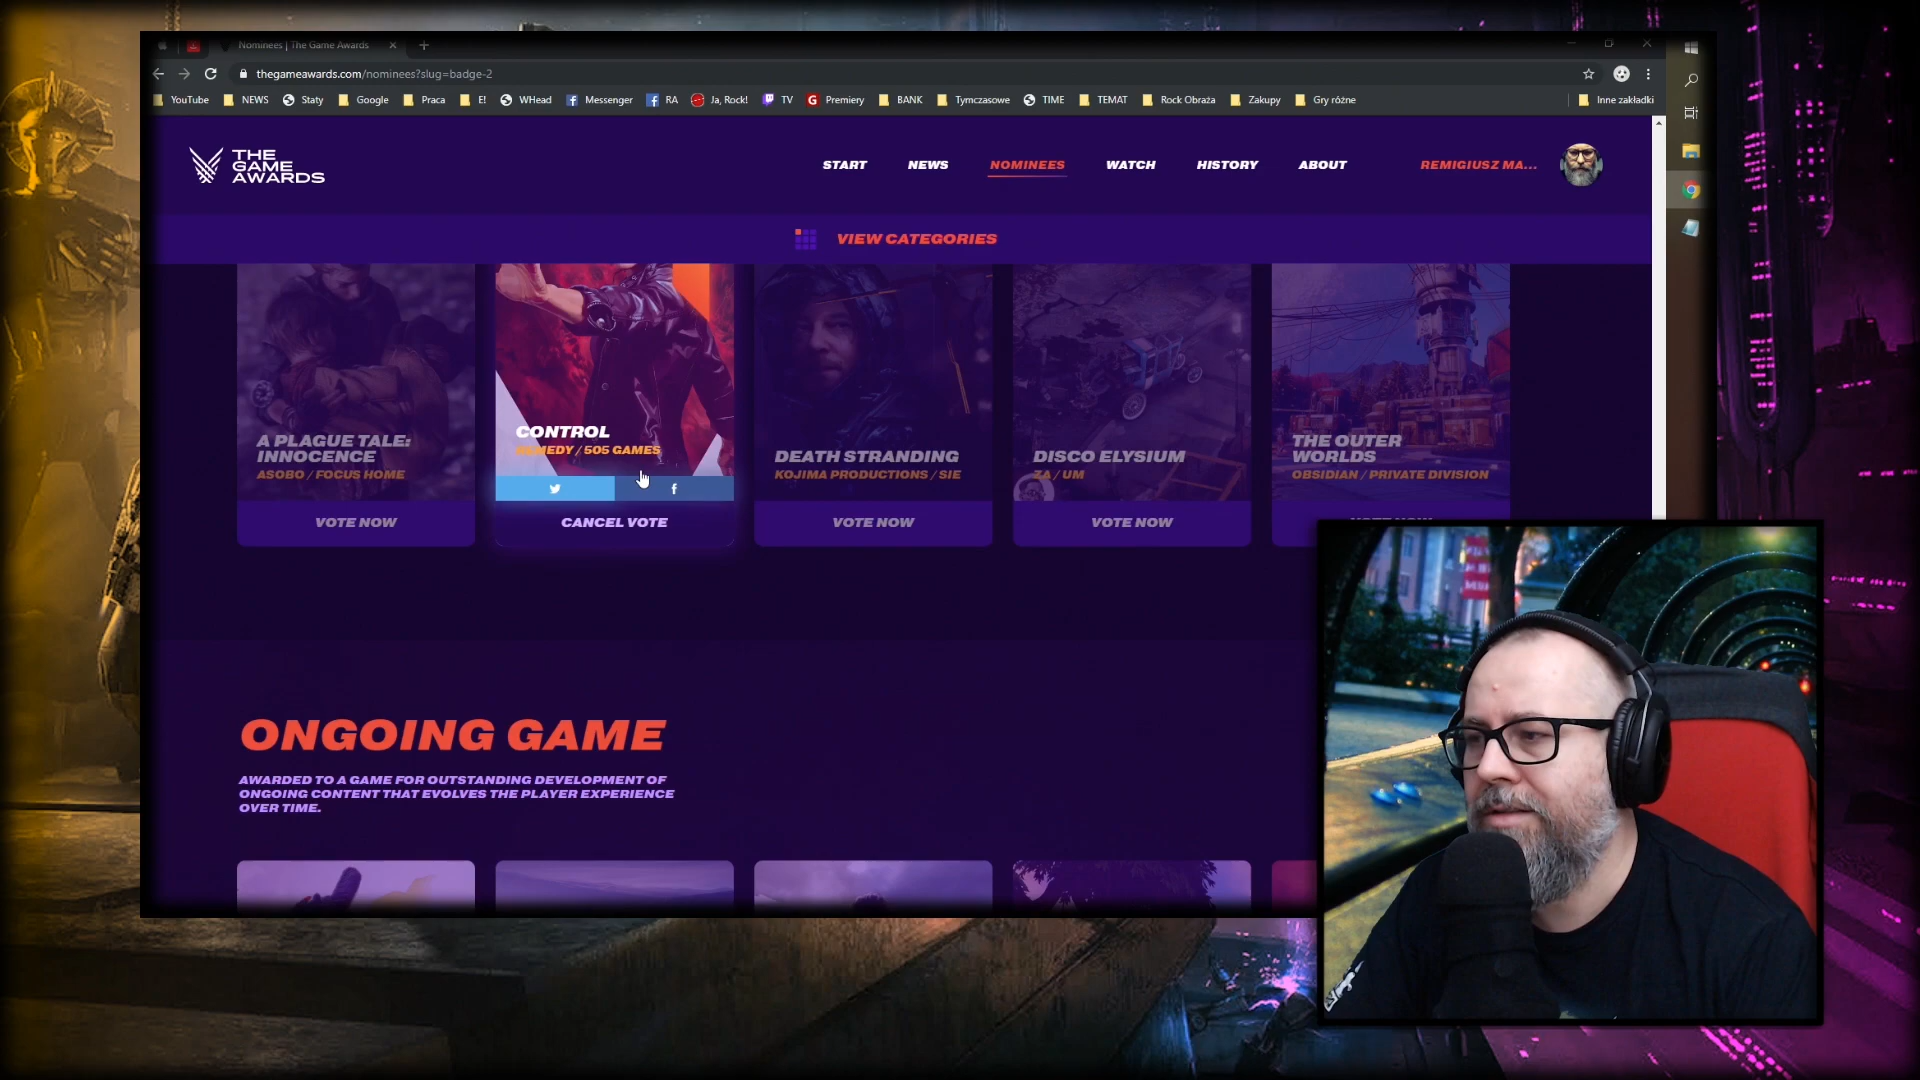 Nominees | The Game Awards
thegameawards.com/nominees?slug=badge-2
YouTube NEWS Staty Google Praca E! WHead Messenger RA Ja, Rock! TV Premiery BANK Tymczasowe TIME TEMAT Rock Obraża Zakupy Gry różne Inne zakładki
THE
GAME
AWARDS
START NEWS NOMINEES WATCH HISTORY ABOUT REMIGIUSZ MA...
VIEW CATEGORIES
A PLAGUE TALE:
INNOCENCE
ASOBO / FOCUS HOME
VOTE NOW
CONTROL
REMEDY / 505 GAMES
CANCEL VOTE
DEATH STRANDING
KOJIMA PRODUCTIONS / SIE
VOTE NOW
DISCO ELYSIUM
ZA / UM
VOTE NOW
THE OUTER
WORLDS
OBSIDIAN / PRIVATE DIVISION
ONGOING GAME
AWARDED TO A GAME FOR OUTSTANDING DEVELOPMENT OF
ONGOING CONTENT THAT EVOLVES THE PLAYER EXPERIENCE
OVER TIME.